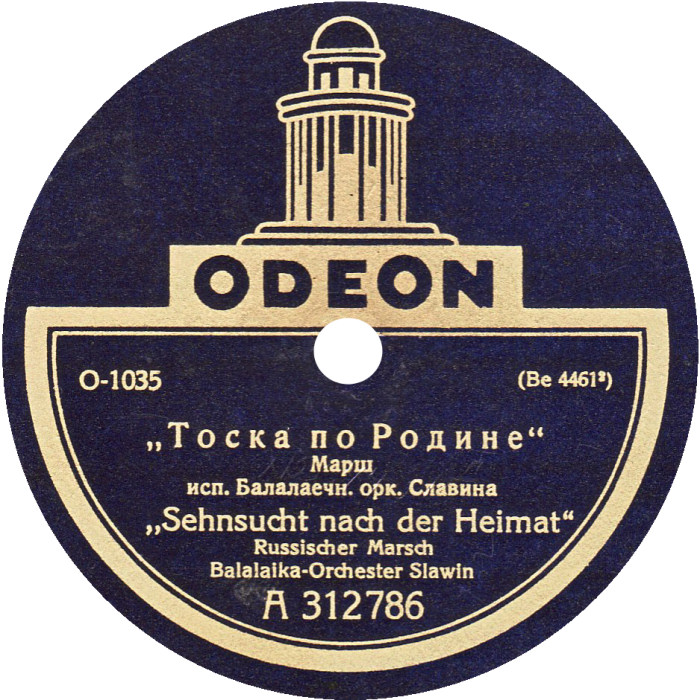 ODEON
O-1035
(Be 4461²)
„Тоска по Родине“
Марш
исп. Балалаечн. орк. Славина
„Sehnsucht nach der Heimat“
Russischer Marsch
Balalaika-Orchester Slawin
A 312786